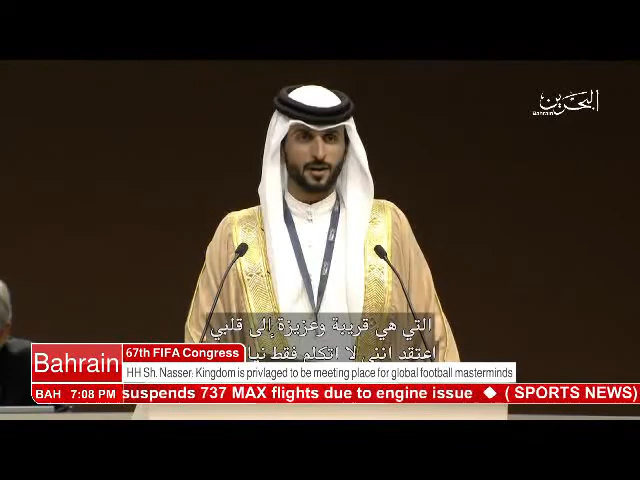 البحرين
Bahrain
التي هي قريبة وعزيزة إلى قلبي
اعتقد انني لا اتكلم فقط نيا
Bahrain
67th FIFA Congress
HH Sh. Nasser: Kingdom is privlaged to be meeting place for global football masterminds
BAH 7:08 PM suspends 737 MAX flights due to engine issue ◆ ( SPORTS NEWS)